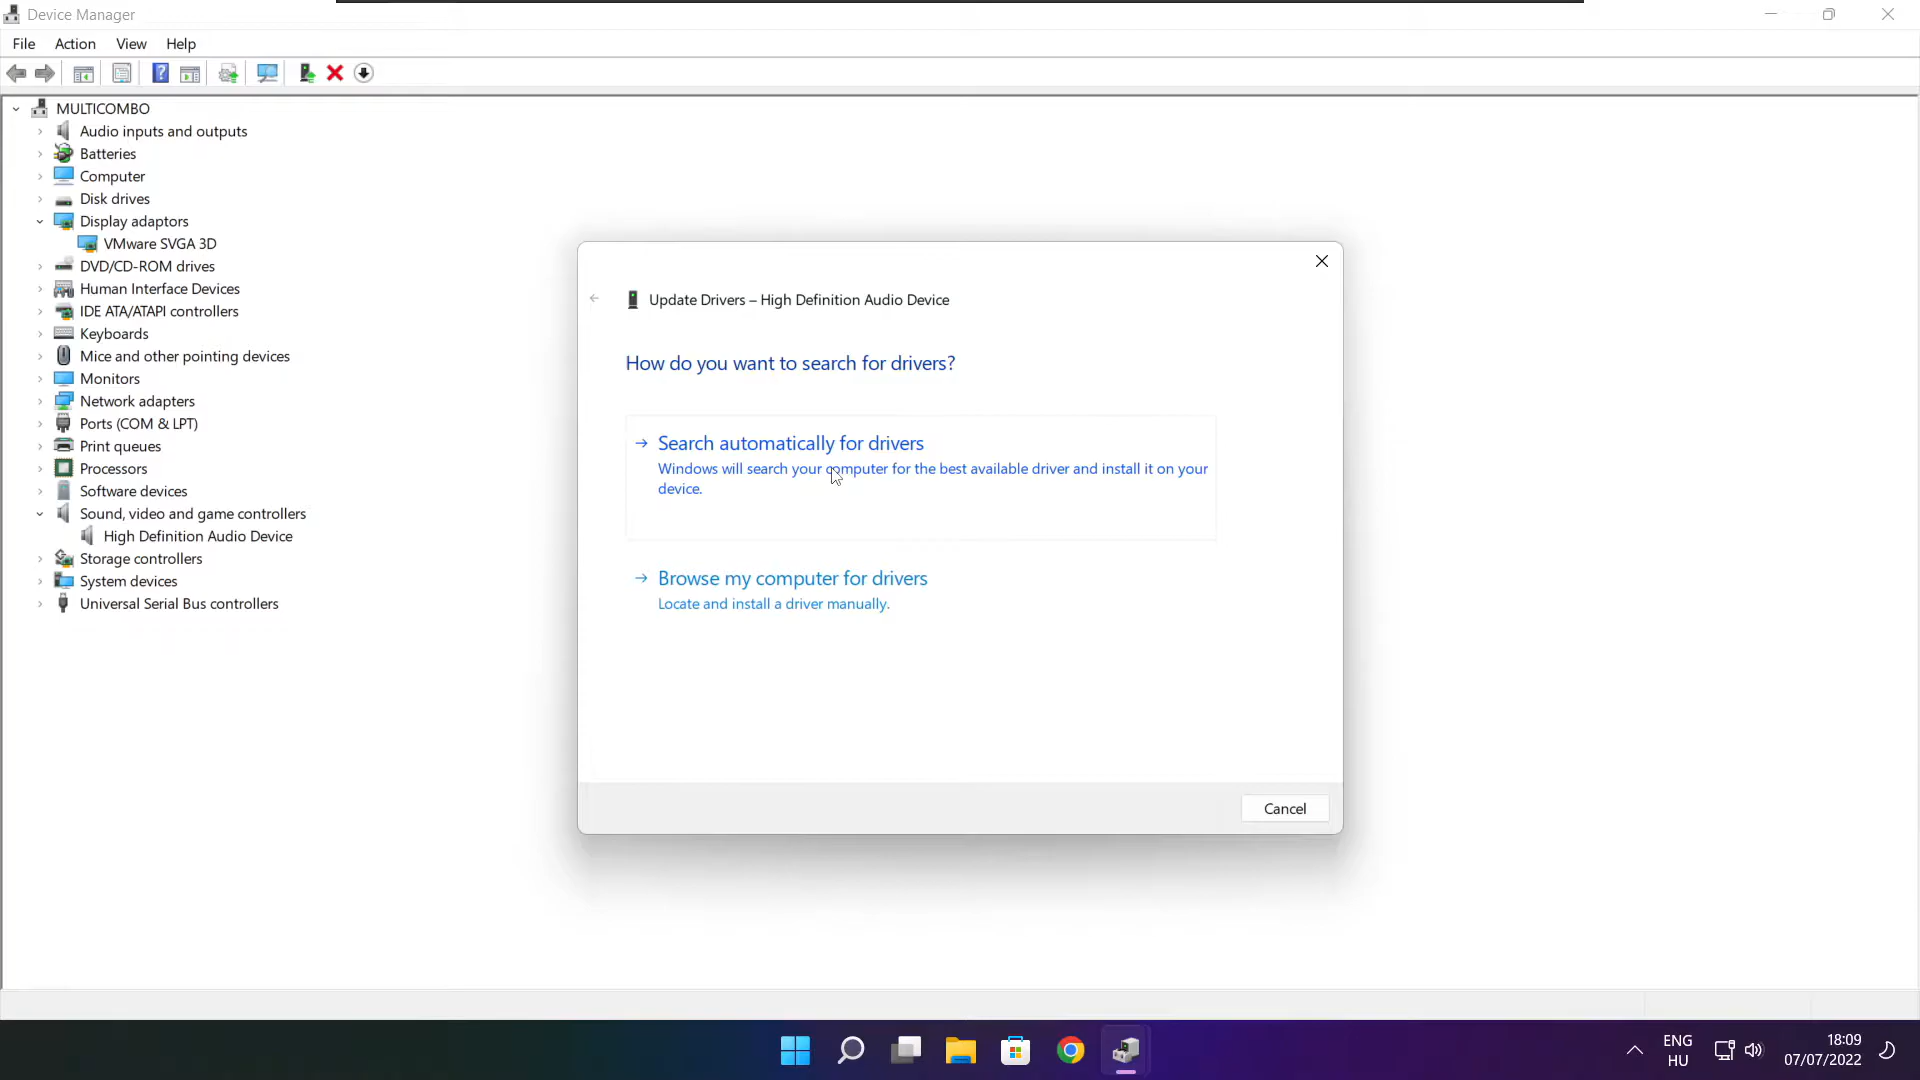 Device Manager
File Action View Help
MULTICOMBO
Audio inputs and outputs
Batteries
Computer
Disk drives
Display adaptors
VMware SVGA 3D
DVD/CD-ROM drives
Human Interface Devices
IDE ATA/ATAPI controllers
Keyboards
Mice and other pointing devices
Monitors
Network adapters
Ports (COM & LPT)
Print queues
Processors
Software devices
Sound, video and game controllers
High Definition Audio Device
Storage controllers
System devices
Universal Serial Bus controllers
Update Drivers – High Definition Audio Device
How do you want to search for drivers?
Search automatically for drivers
Windows will search your computer for the best available driver and install it on your
device.
Browse my computer for drivers
Locate and install a driver manually.
Cancel
ENG
HU
18:09
07/07/2022